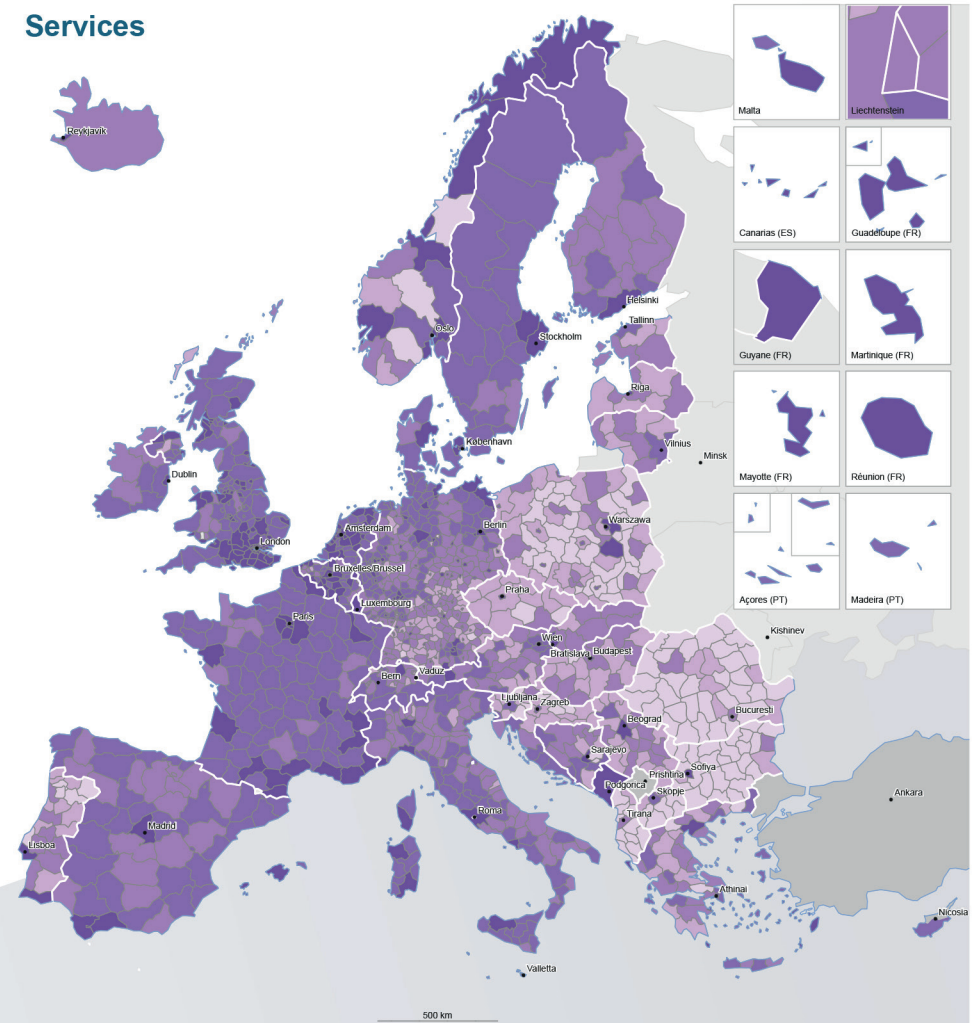 Services
Reykjavik
Malta
Liechtenstein
Canarias (ES)
Guadeloupe (FR)
Guyane (FR)
Martinique (FR)
Mayotte (FR)
Réunion (FR)
Açores (PT)
Madeira (PT)
Helsinki
Tallinn
Oslo
Stockholm
Riga
København
Vilnius
Minsk
Dublin
Amsterdam
Berlin
Warszawa
London
Bruxelles/Brussel
Praha
Luxembourg
Paris
Kishinev
Wien
Bratislava
Budapest
Bern
Vaduz
Ljubljana
Zagreb
Beograd
Bucuresti
Sarajevo
Prishtina
Sofiya
Podgorica
Skopje
Ankara
Roma
Tirana
Madrid
Lisboa
Athinai
Nicosia
Valletta
500 km